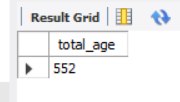 Result Grid
total_age
552